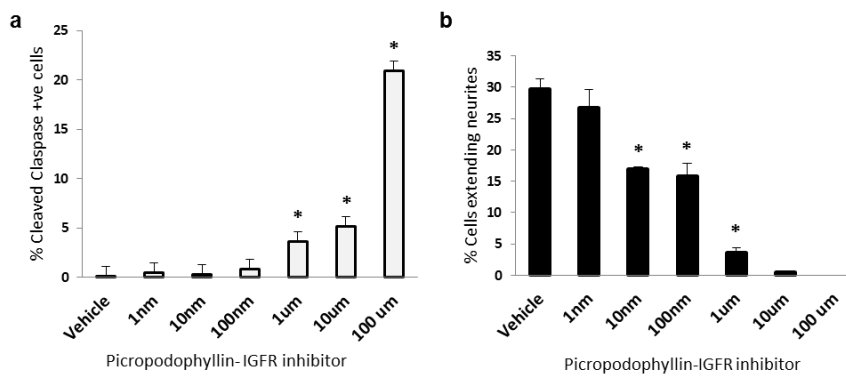 a
% Cleaved Claspase +ve cells
25
20
15
10
5
0
*
*
*
Vehicle
1nm
10nm
100nm
1um
10um
100 um
Picropodophyllin- IGFR inhibitor
b
% Cells extending neurites
35
30
25
20
15
10
5
0
*
*
*
Vehicle
1nm
10nm
100nm
1um
10um
100 um
Picropodophyllin-IGFR inhibitor